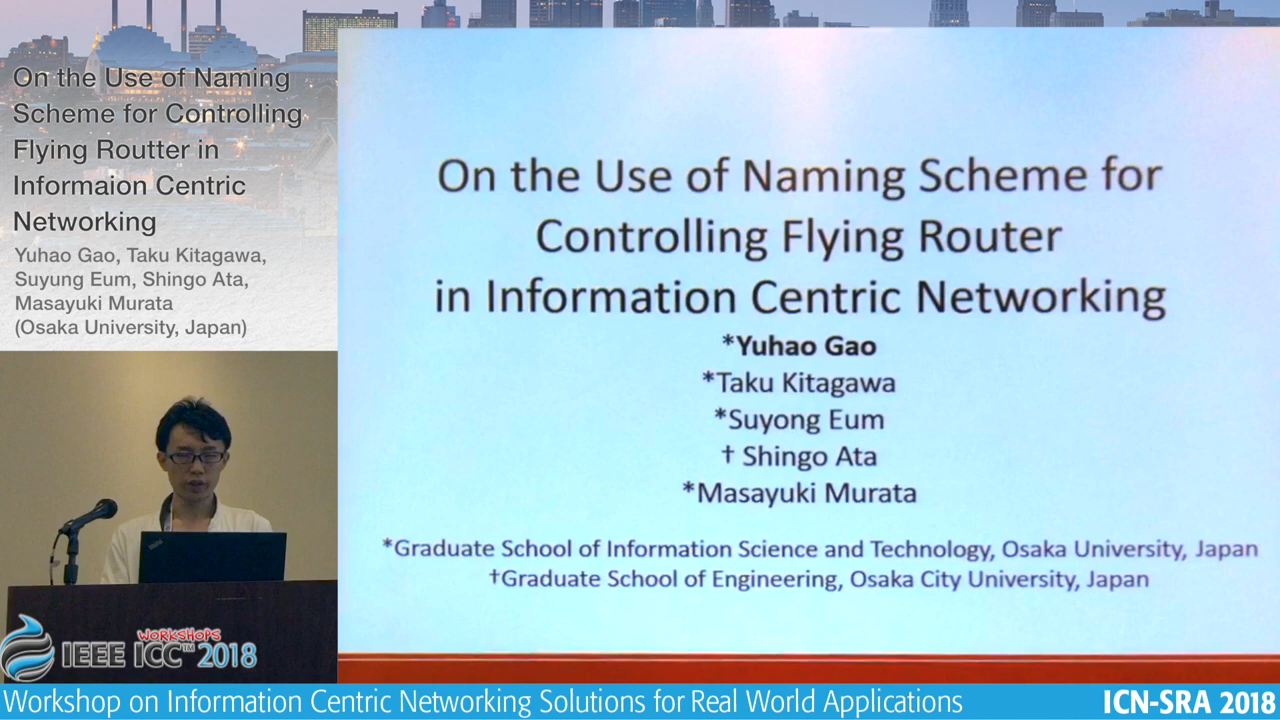 On the Use of Naming
Scheme for Controlling
Flying Routter in
Informaion Centric
Networking
Yuhao Gao, Taku Kitagawa,
Suyung Eum, Shingo Ata,
Masayuki Murata
(Osaka University, Japan)
On the Use of Naming Scheme for
Controlling Flying Router
in Information Centric Networking
*Yuhao Gao
*Taku Kitagawa
*Suyong Eum
† Shingo Ata
*Masayuki Murata
*Graduate School of Information Science and Technology, Osaka University, Japan
†Graduate School of Engineering, Osaka City University, Japan
WORKSHOPS
IEEE ICC™ 2018
Workshop on Information Centric Networking Solutions for Real World Applications
ICN-SRA 2018